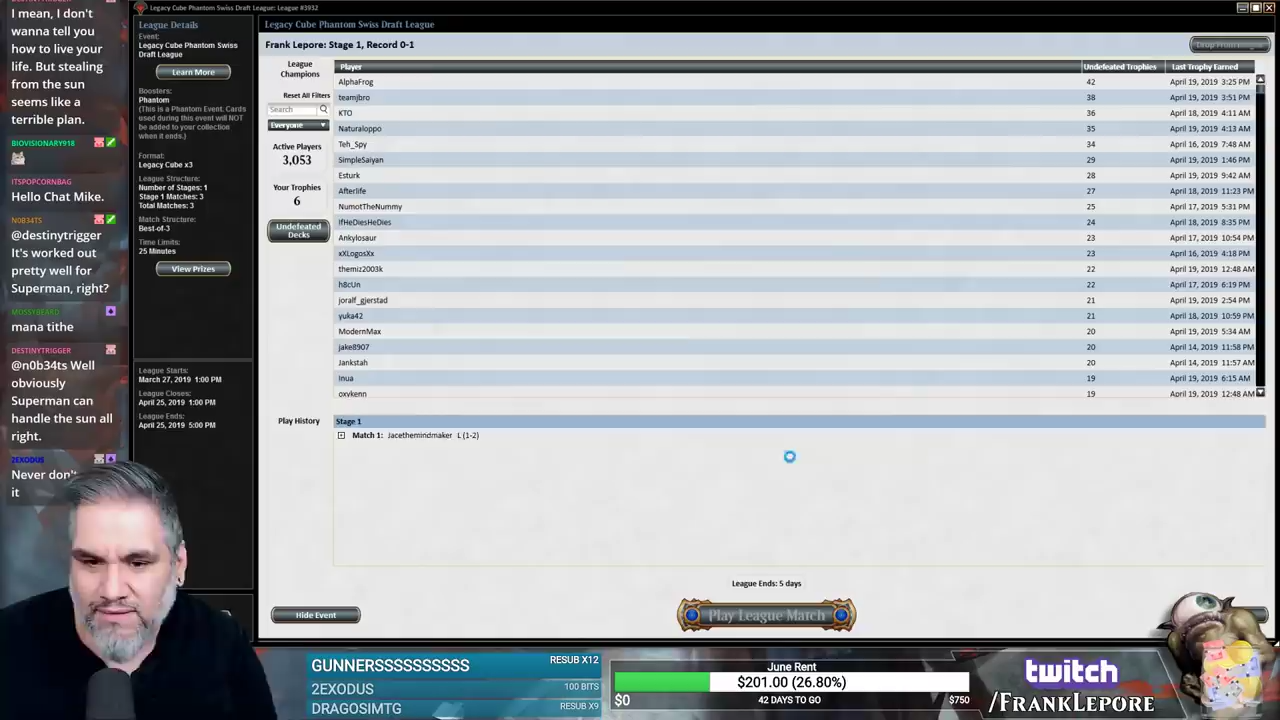 Legacy Cube Phantom Swiss Draft League: League #3932
DESTINYTRIGGER
I mean, I don't
wanna tell you
how to live your
life. But stealing
from the sun
seems like a
terrible plan.
BIOVISIONARY918
ITSPOPCORNBAG
Hello Chat Mike.
N0B34TS
@destinytrigger
It's worked out
pretty well for
Superman, right?
MOSSYBEARD
mana tithe
DESTINYTRIGGER
@n0b34ts Well
obviously
Superman can
handle the sun all
right.
2EXODUS
Never don't
it
League Details
Event:
Legacy Cube Phantom Swiss
Draft League
Learn More
Boosters:
Phantom
(This is a Phantom Event: Cards
used during this event will NOT
be added to your collection
when it ends.)
Format:
Legacy Cube x3
League Structure:
Number of Stages: 1
Stage 1 Matches: 3
Total Matches: 3
Match Structure:
Best-of-3
Time Limits:
25 Minutes
View Prizes
League Starts:
March 27, 2019 1:00 PM
League Closes:
April 25, 2019 1:00 PM
League Ends:
April 25, 2019 5:00 PM
Legacy Cube Phantom Swiss Draft League
Frank Lepore: Stage 1, Record 0-1
League
Champions
Reset All Filters
Search
Everyone
Active Players
3,053
Your Trophies
6
Undefeated
Decks
Player Undefeated Trophies Last Trophy Earned
AlphaFrog 42 April 19, 2019 3:25 PM
teamjbro 38 April 19, 2019 3:51 PM
KTO 36 April 18, 2019 4:11 AM
Naturaloppo 35 April 19, 2019 4:13 AM
Teh_Spy 34 April 16, 2019 7:48 AM
SimpleSaiyan 29 April 19, 2019 1:46 PM
Esturk 28 April 19, 2019 9:42 AM
Afterlife 27 April 18, 2019 11:23 PM
NumotTheNummy 25 April 17, 2019 5:31 PM
IfHeDiesHeDies 24 April 18, 2019 8:35 PM
Ankylosaur 23 April 17, 2019 10:54 PM
xXLogosXx 23 April 16, 2019 4:18 PM
themiz2003k 22 April 19, 2019 12:48 AM
h8cUn 22 April 17, 2019 6:19 PM
joralf_gjerstad 21 April 19, 2019 2:54 PM
yuka42 21 April 18, 2019 10:59 PM
ModernMax 20 April 19, 2019 5:34 AM
jake8907 20 April 14, 2019 11:58 PM
Jankstah 20 April 14, 2019 11:57 AM
Inua 19 April 19, 2019 6:15 AM
oxykenn 19 April 19, 2019 12:48 AM
Play History
Stage 1
Match 1: Jacethemindmaker L (1-2)
League Ends: 5 days
Hide Event
Play League Match
GUNNERSSSSSSSSSS RESUB X12
2EXODUS 100 BITS
DRAGOSIMTG RESUB X9
June Rent
$201.00 (26.80%)
$0 42 DAYS TO GO $750
twitch
/FRANKLEPORE